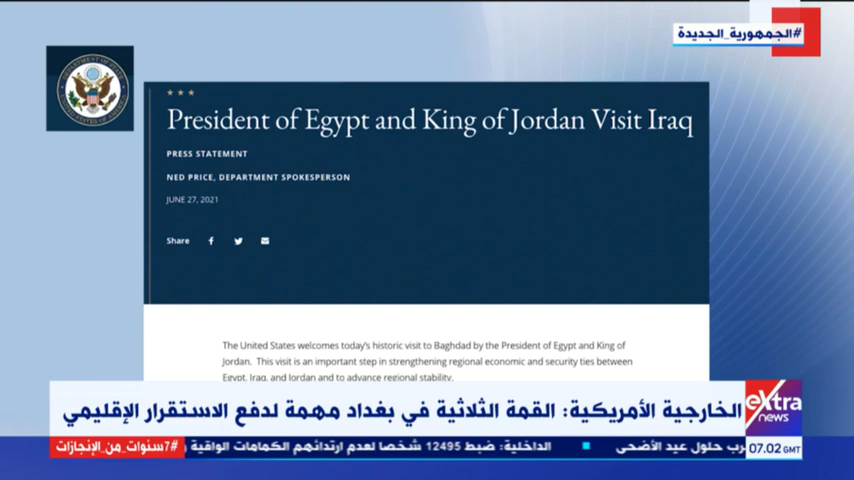 #الجمهورية_الجديدة
President of Egypt and King of Jordan Visit Iraq
PRESS STATEMENT
NED PRICE, DEPARTMENT SPOKESPERSON
JUNE 27, 2021
Share
The United States welcomes today's historic visit to Baghdad by the President of Egypt and King of
Jordan. This visit is an important step in strengthening regional economic and security ties between
Egypt, Iraq, and Jordan and to advance regional stability.
الخارجية الأمريكية: القمة الثلاثية في بغداد مهمة لدفع الاستقرار الإقليمي
eXtra
news
07.02 GMT
رب حلول عيد الأضحى
الداخلية: ضبط 12495 شخصا لعدم ارتدائهم الكمامات الواقية و
#7سنوات_من_الإنجازات